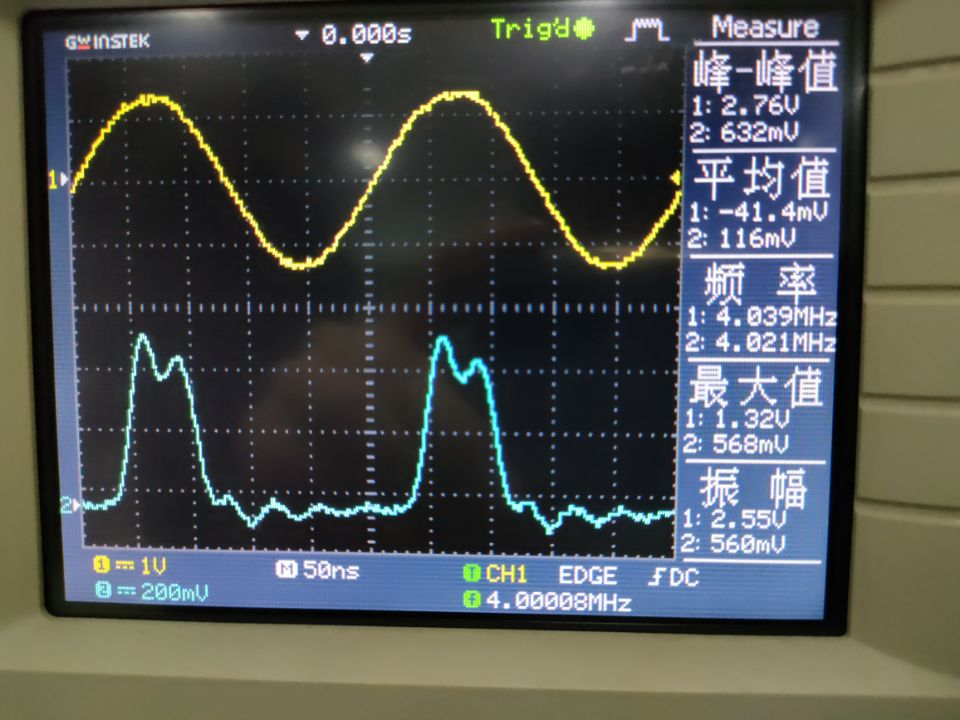 GW INSTEK
0.000s
Trig'd
Measure
峰-峰值
1: 2.76V
2: 632mV
平均值
1: -41.4mV
2: 116mV
频 率
1: 4.039MHz
2: 4.021MHz
最大值
1: 1.32V
2: 568mV
振 幅
1: 2.55V
2: 560mV
1
2
1 1V
M 50ns
T CH1 EDGE DC
2 200mV
f 4.00008MHz